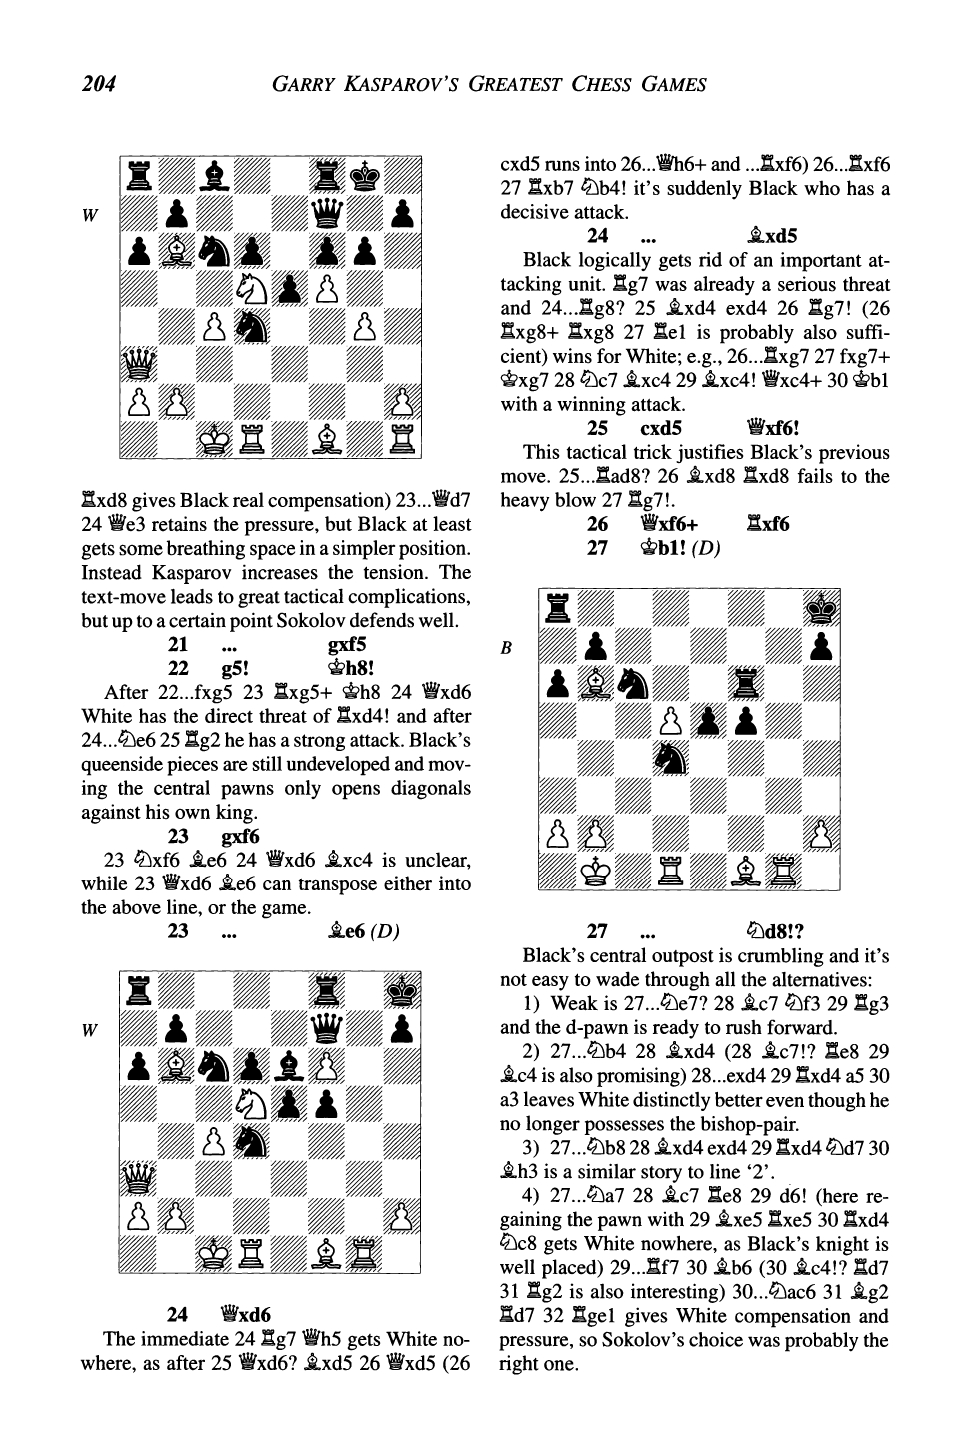 204
GARRY KASPAROV'S GREATEST CHESS GAMES
W
♖xd8 gives Black real compensation) 23...♕d7
24 ♕e3 retains the pressure, but Black at least
gets some breathing space in a simpler position.
Instead Kasparov increases the tension. The
text-move leads to great tactical complications,
but up to a certain point Sokolov defends well.
21 ... gxf5
22 g5! ♔h8!
After 22...fxg5 23 ♖xg5+ ♔h8 24 ♕xd6
White has the direct threat of ♖xd4! and after
24...♘e6 25 ♖g2 he has a strong attack. Black's
queenside pieces are still undeveloped and mov-
ing the central pawns only opens diagonals
against his own king.
23 gxf6
23 ♘xf6 ♗e6 24 ♕xd6 ♗xc4 is unclear,
while 23 ♕xd6 ♗e6 can transpose either into
the above line, or the game.
23 ... ♗e6 (D)
W
24 ♕xd6
The immediate 24 ♖g7 ♕h5 gets White no-
where, as after 25 ♕xd6? ♗xd5 26 ♕xd5 (26
cxd5 runs into 26...♕h6+ and ...♖xf6) 26...♖xf6
27 ♖xb7 ♘b4! it's suddenly Black who has a
decisive attack.
24 ... ♗xd5
Black logically gets rid of an important at-
tacking unit. ♖g7 was already a serious threat
and 24...♖g8? 25 ♗xd4 exd4 26 ♖g7! (26
♖xg8+ ♖xg8 27 ♖e1 is probably also suffi-
cient) wins for White; e.g., 26...♖xg7 27 fxg7+
♔xg7 28 ♘c7 ♗xc4 29 ♗xc4! ♕xc4+ 30 ♔b1
with a winning attack.
25 cxd5 ♕xf6!
This tactical trick justifies Black's previous
move. 25...♖ad8? 26 ♗xd8 ♖xd8 fails to the
heavy blow 27 ♖g7!.
26 ♕xf6+ ♖xf6
27 ♔b1! (D)
B
27 ... ♘d8!?
Black's central outpost is crumbling and it's
not easy to wade through all the alternatives:
1) Weak is 27...♘e7? 28 ♗c7 ♘f3 29 ♖g3
and the d-pawn is ready to rush forward.
2) 27...♘b4 28 ♗xd4 (28 ♗c7!? ♖e8 29
♗c4 is also promising) 28...exd4 29 ♖xd4 a5 30
a3 leaves White distinctly better even though he
no longer possesses the bishop-pair.
3) 27...♘b8 28 ♗xd4 exd4 29 ♖xd4 ♘d7 30
♗h3 is a similar story to line '2'.
4) 27...♘a7 28 ♗c7 ♖e8 29 d6! (here re-
gaining the pawn with 29 ♗xe5 ♖xe5 30 ♖xd4
♘c8 gets White nowhere, as Black's knight is
well placed) 29...♖f7 30 ♗b6 (30 ♗c4!? ♖d7
31 ♖g2 is also interesting) 30...♘ac6 31 ♗g2
♖d7 32 ♖ge1 gives White compensation and
pressure, so Sokolov's choice was probably the
right one.